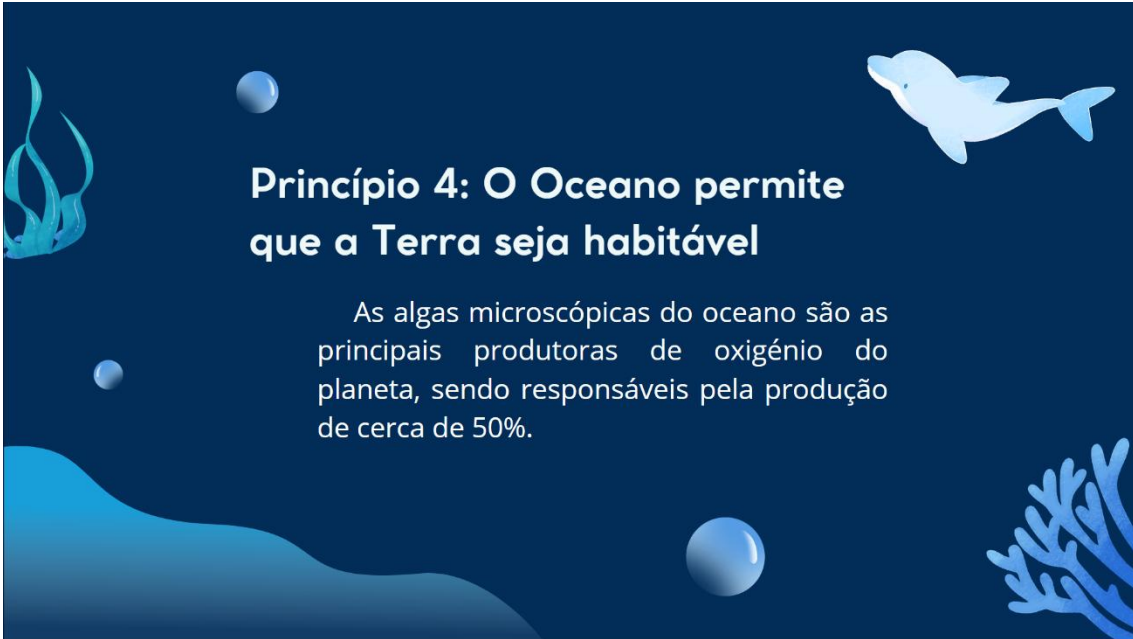 Princípio 4: O Oceano permite
que a Terra seja habitável
As algas microscópicas do oceano são as
principais produtoras de oxigénio do
planeta, sendo responsáveis pela produção
de cerca de 50%.